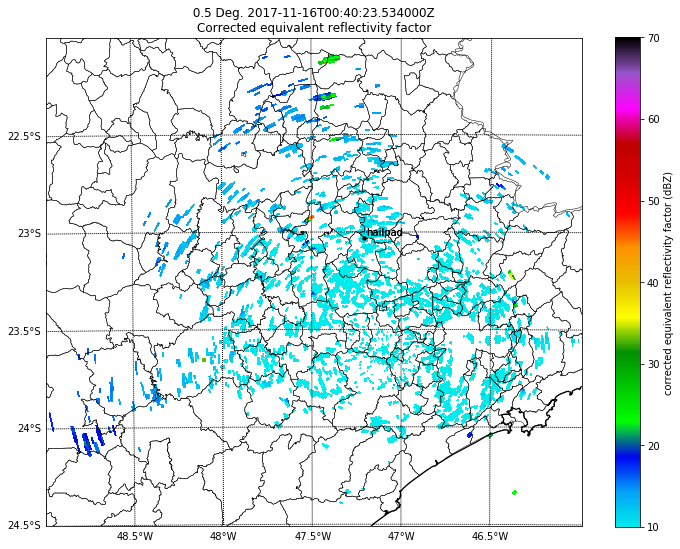 0.5 Deg. 2017-11-16T00:40:23.534000Z
Corrected equivalent reflectivity factor
22.5°S
23°S
23.5°S
24°S
24.5°S
hailpad
48.5°W
48°W
47.5°W
47°W
46.5°W
70
60
50
40
30
20
10
corrected equivalent reflectivity factor (dBZ)